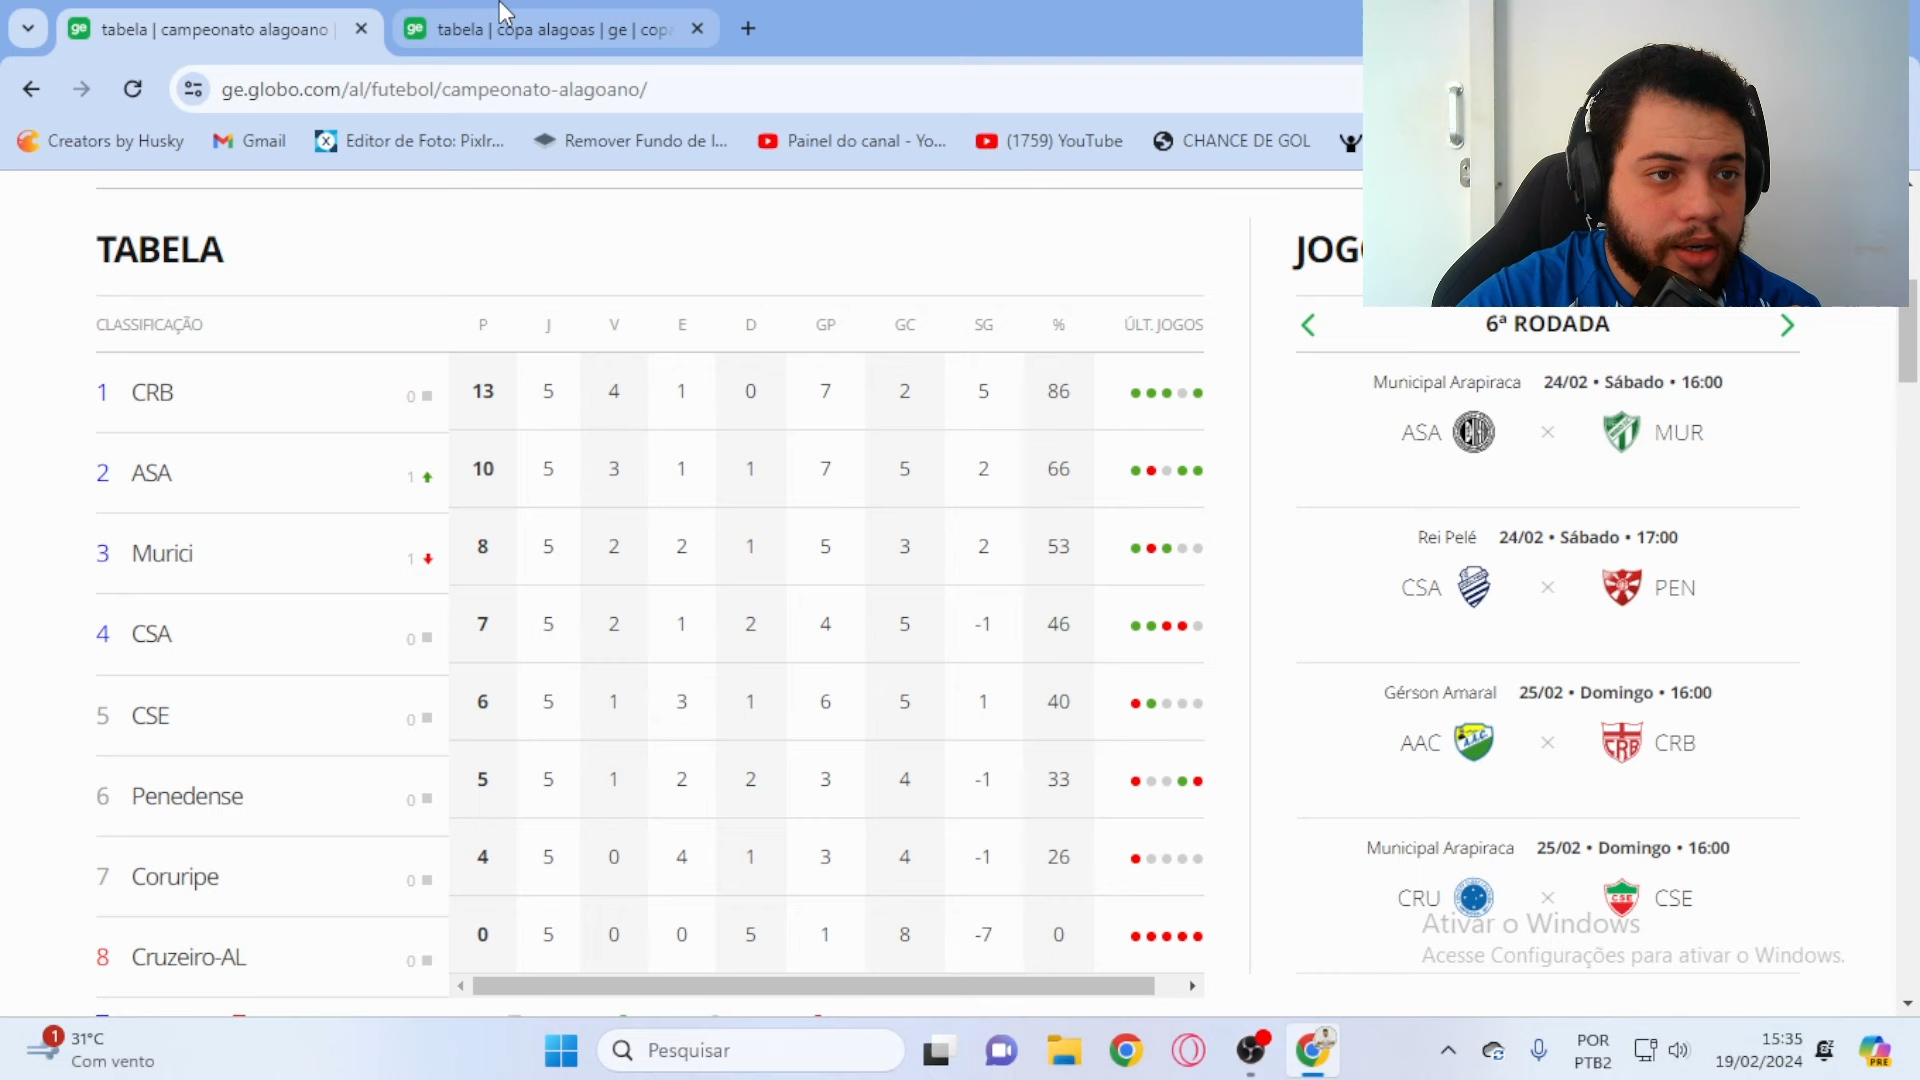 tabela | campeonato alagoano |
tabela | copa alagoas | ge | copa
ge.globo.com/al/futebol/campeonato-alagoano/
Creators by Husky
Gmail
Editor de Foto: Pixlr...
Remover Fundo de I...
Painel do canal - Yo...
(1759) YouTube
CHANCE DE GOL
TABELA
CLASSIFICAÇÃO P J V E D GP GC SG % ÚLT. JOGOS
1 CRB 0 13 5 4 1 0 7 2 5 86
2 ASA 1 10 5 3 1 1 7 5 2 66
3 Murici 1 8 5 2 2 1 5 3 2 53
4 CSA 0 7 5 2 1 2 4 5 -1 46
5 CSE 0 6 5 1 3 1 6 5 1 40
6 Penedense 0 5 5 1 2 2 3 4 -1 33
7 Coruripe 0 4 5 0 4 1 3 4 -1 26
8 Cruzeiro-AL 0 0 5 0 0 5 1 8 -7 0
JOG
6ª RODADA
Municipal Arapiraca 24/02 • Sábado • 16:00
ASA × MUR
Rei Pelé 24/02 • Sábado • 17:00
CSA × PEN
Gérson Amaral 25/02 • Domingo • 16:00
AAC × CRB
Municipal Arapiraca 25/02 • Domingo • 16:00
CRU × CSE
Ativar o Windows
Acesse Configurações para ativar o Windows.
1
31°C
Com vento
Pesquisar
POR
PTB2
15:35
19/02/2024
PRE